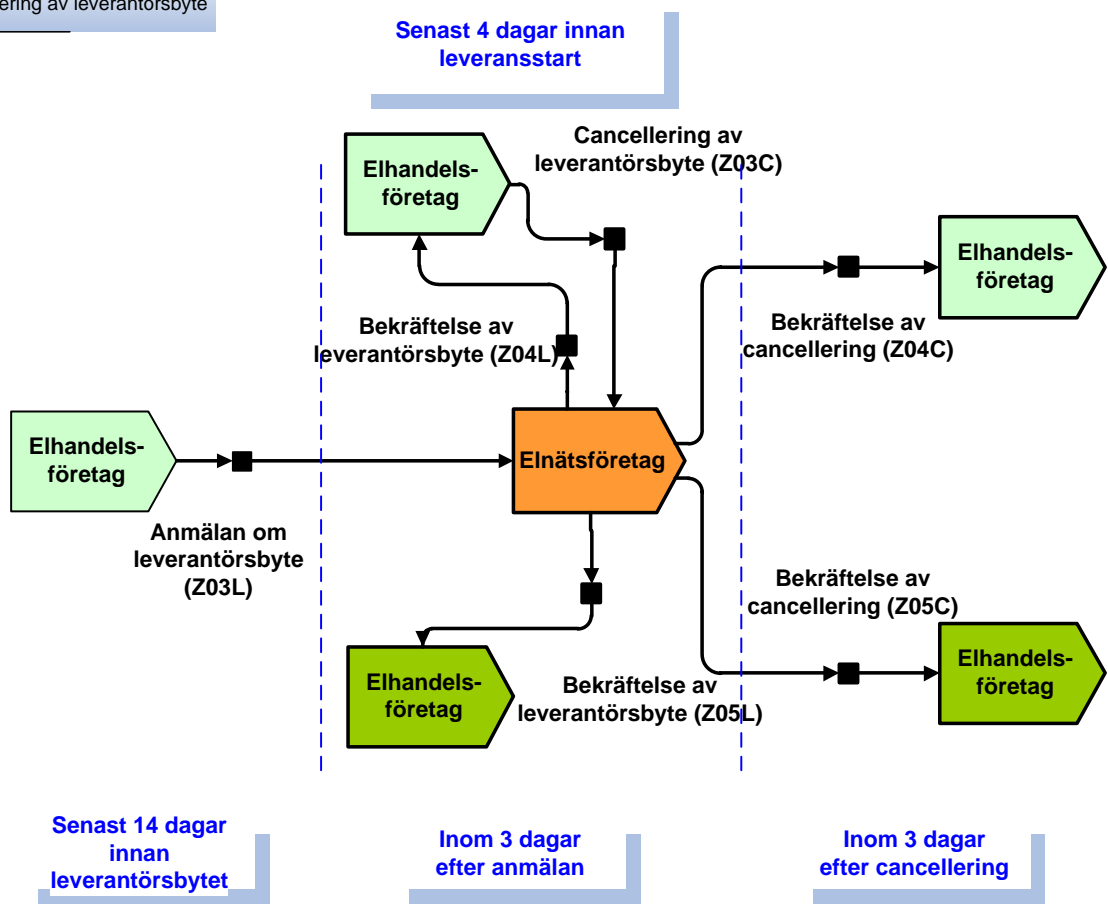 av leverantörsbyte
Senast 4 dagar innan
leveransstart
Cancellering av
leverantörsbyte (Z03C)
Elhandels-
företag
Elhandels-
företag
Bekräftelse av
leverantörsbyte (Z04L)
Bekräftelse av
cancellering (Z04C)
Elhandels-
företag
Elnätsföretag
Anmälan om
leverantörsbyte
(Z03L)
Bekräftelse av
cancellering (Z05C)
Elhandels-
företag
Bekräftelse av
leverantörsbyte (Z05L)
Elhandels-
företag
Senast 14 dagar
innan
leverantörsbytet
Inom 3 dagar
efter anmälan
Inom 3 dagar
efter cancellering